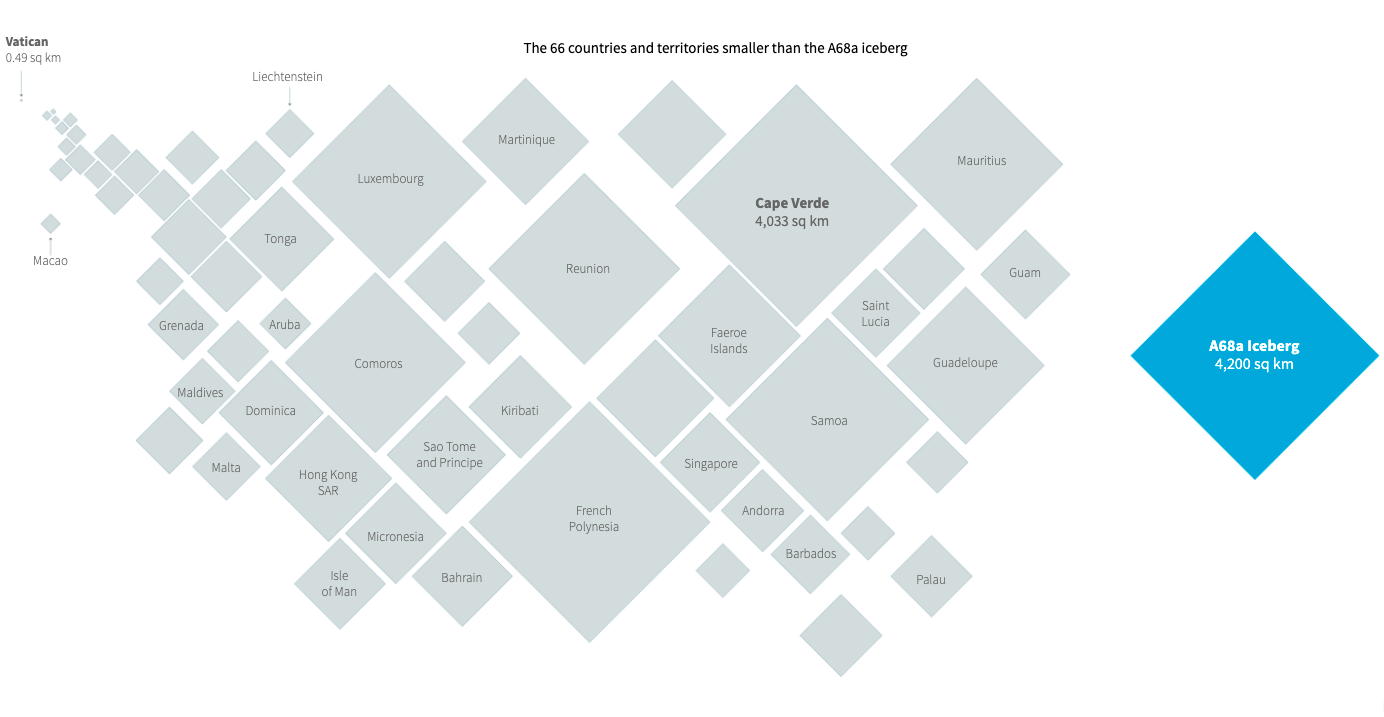 Vatican
0.49 sq km
The 66 countries and territories smaller than the A68a iceberg
Liechtenstein
Martinique
Mauritius
Luxembourg
Cape Verde
4,033 sq km
Tonga
Macao
Reunion
Guam
Grenada
Aruba
Saint
Lucia
Faeroe
Islands
A68a Iceberg
4,200 sq km
Comoros
Guadeloupe
Maldives
Dominica
Kiribati
Samoa
Sao Tome
and Principe
Singapore
Malta
Hong Kong
SAR
French
Polynesia
Andorra
Micronesia
Barbados
Isle
of Man
Bahrain
Palau